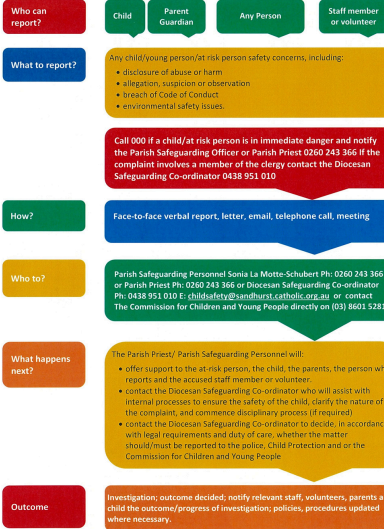 Who can
report?
Child
Parent
Guardian
Any Person
Staff member
or volunteer
What to report?
Any child/young person/at risk person safety concerns, including:
• disclosure of abuse or harm
• allegation, suspicion or observation
• breach of Code of Conduct
• environmental safety issues.
Call 000 if a child/at risk person is in immediate danger and notify
the Parish Safeguarding Officer or Parish Priest 0260 243 366 If the
complaint involves a member of the clergy contact the Diocesan
Safeguarding Co-ordinator 0438 951 010
How?
Face-to-face verbal report, letter, email, telephone call, meeting
Who to?
Parish Safeguarding Personnel Sonia La Motte-Schubert Ph: 0260 243 366
or Parish Priest Ph: 0260 243 366 or Diocesan Safeguarding Co-ordinator
Ph: 0438 951 010 E: childsafety@sandhurst.catholic.org.au or contact
The Commission for Children and Young People directly on (03) 8601 5281
What happens
next?
The Parish Priest/ Parish Safeguarding Personnel will:
• offer support to the at-risk person, the child, the parents, the person wh
reports and the accused staff member or volunteer.
• contact the Diocesan Safeguarding Co-ordinator who will assist with
internal processes to ensure the safety of the child, clarify the nature of
the complaint, and commence disciplinary process (if required)
• contact the Diocesan Safeguarding Co-ordinator to decide, in accordanc
with legal requirements and duty of care, whether the matter
should/must be reported to the police, Child Protection and or the
Commission for Children and Young People
Outcome
Investigation; outcome decided; notify relevant staff, volunteers, parents a
child the outcome/progress of investigation; policies, procedures updated
where necessary.